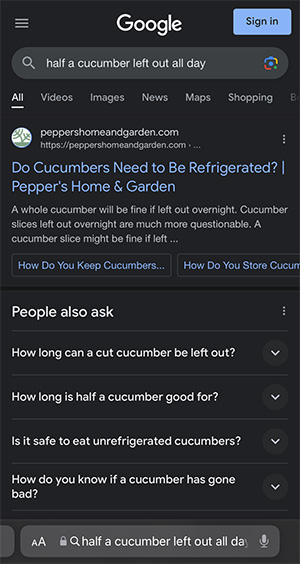 Google
Sign in
half a cucumber left out all day
All Videos Images News Maps Shopping
peppershomeandgarden.com
https://peppershomeandgarden.com › ...
Do Cucumbers Need to Be Refrigerated? |
Pepper's Home & Garden
A whole cucumber will be fine if left out overnight. Cucumber
slices left out overnight are much more questionable. A
cucumber slice might be fine if left ...
How Do You Keep Cucumbers... How Do You Store Cucum
People also ask
How long can a cut cucumber be left out?
How long is half a cucumber good for?
Is it safe to eat unrefrigerated cucumbers?
How do you know if a cucumber has gone
bad?
AA half a cucumber left out all day